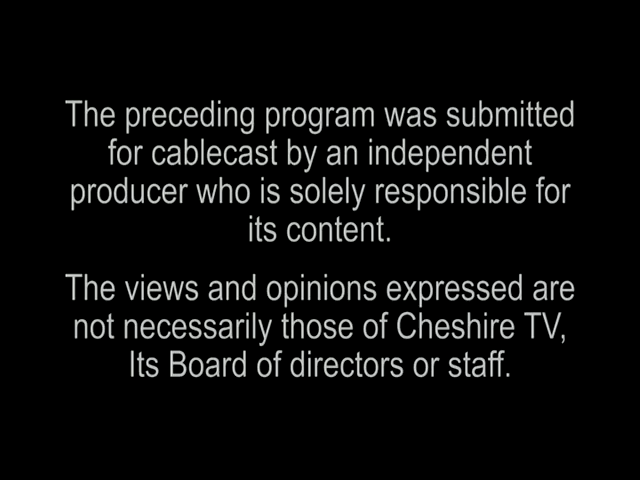 The preceding program was submitted
for cablecast by an independent
producer who is solely responsible for
its content.
The views and opinions expressed are
not necessarily those of Cheshire TV,
Its Board of directors or staff.